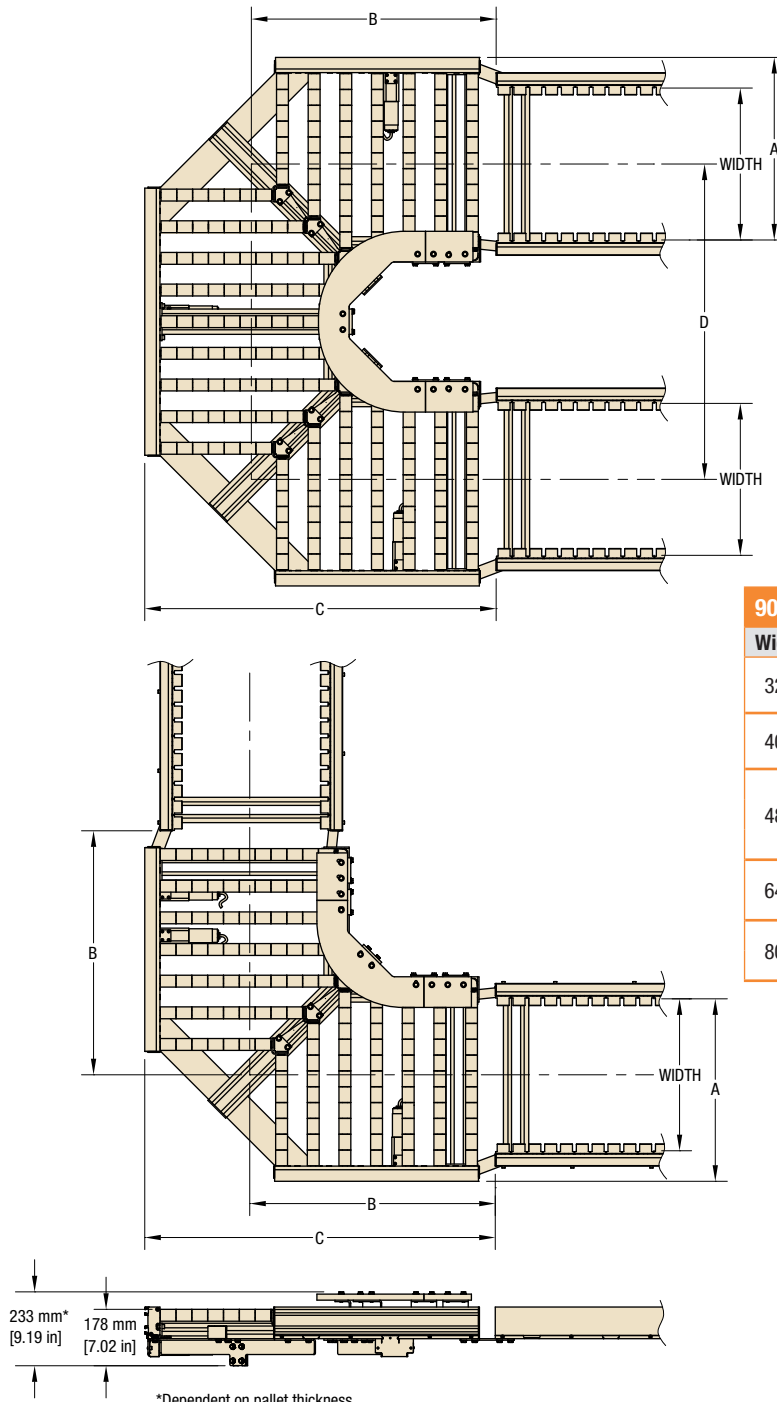 B
A
WIDTH
D
WIDTH
C
90
Wi
32
40
48
64
80
B
WIDTH
A
B
C
233 mm*
[9.19 in]
178 mm
[7.02 in]
*Dependent on pallet thickness